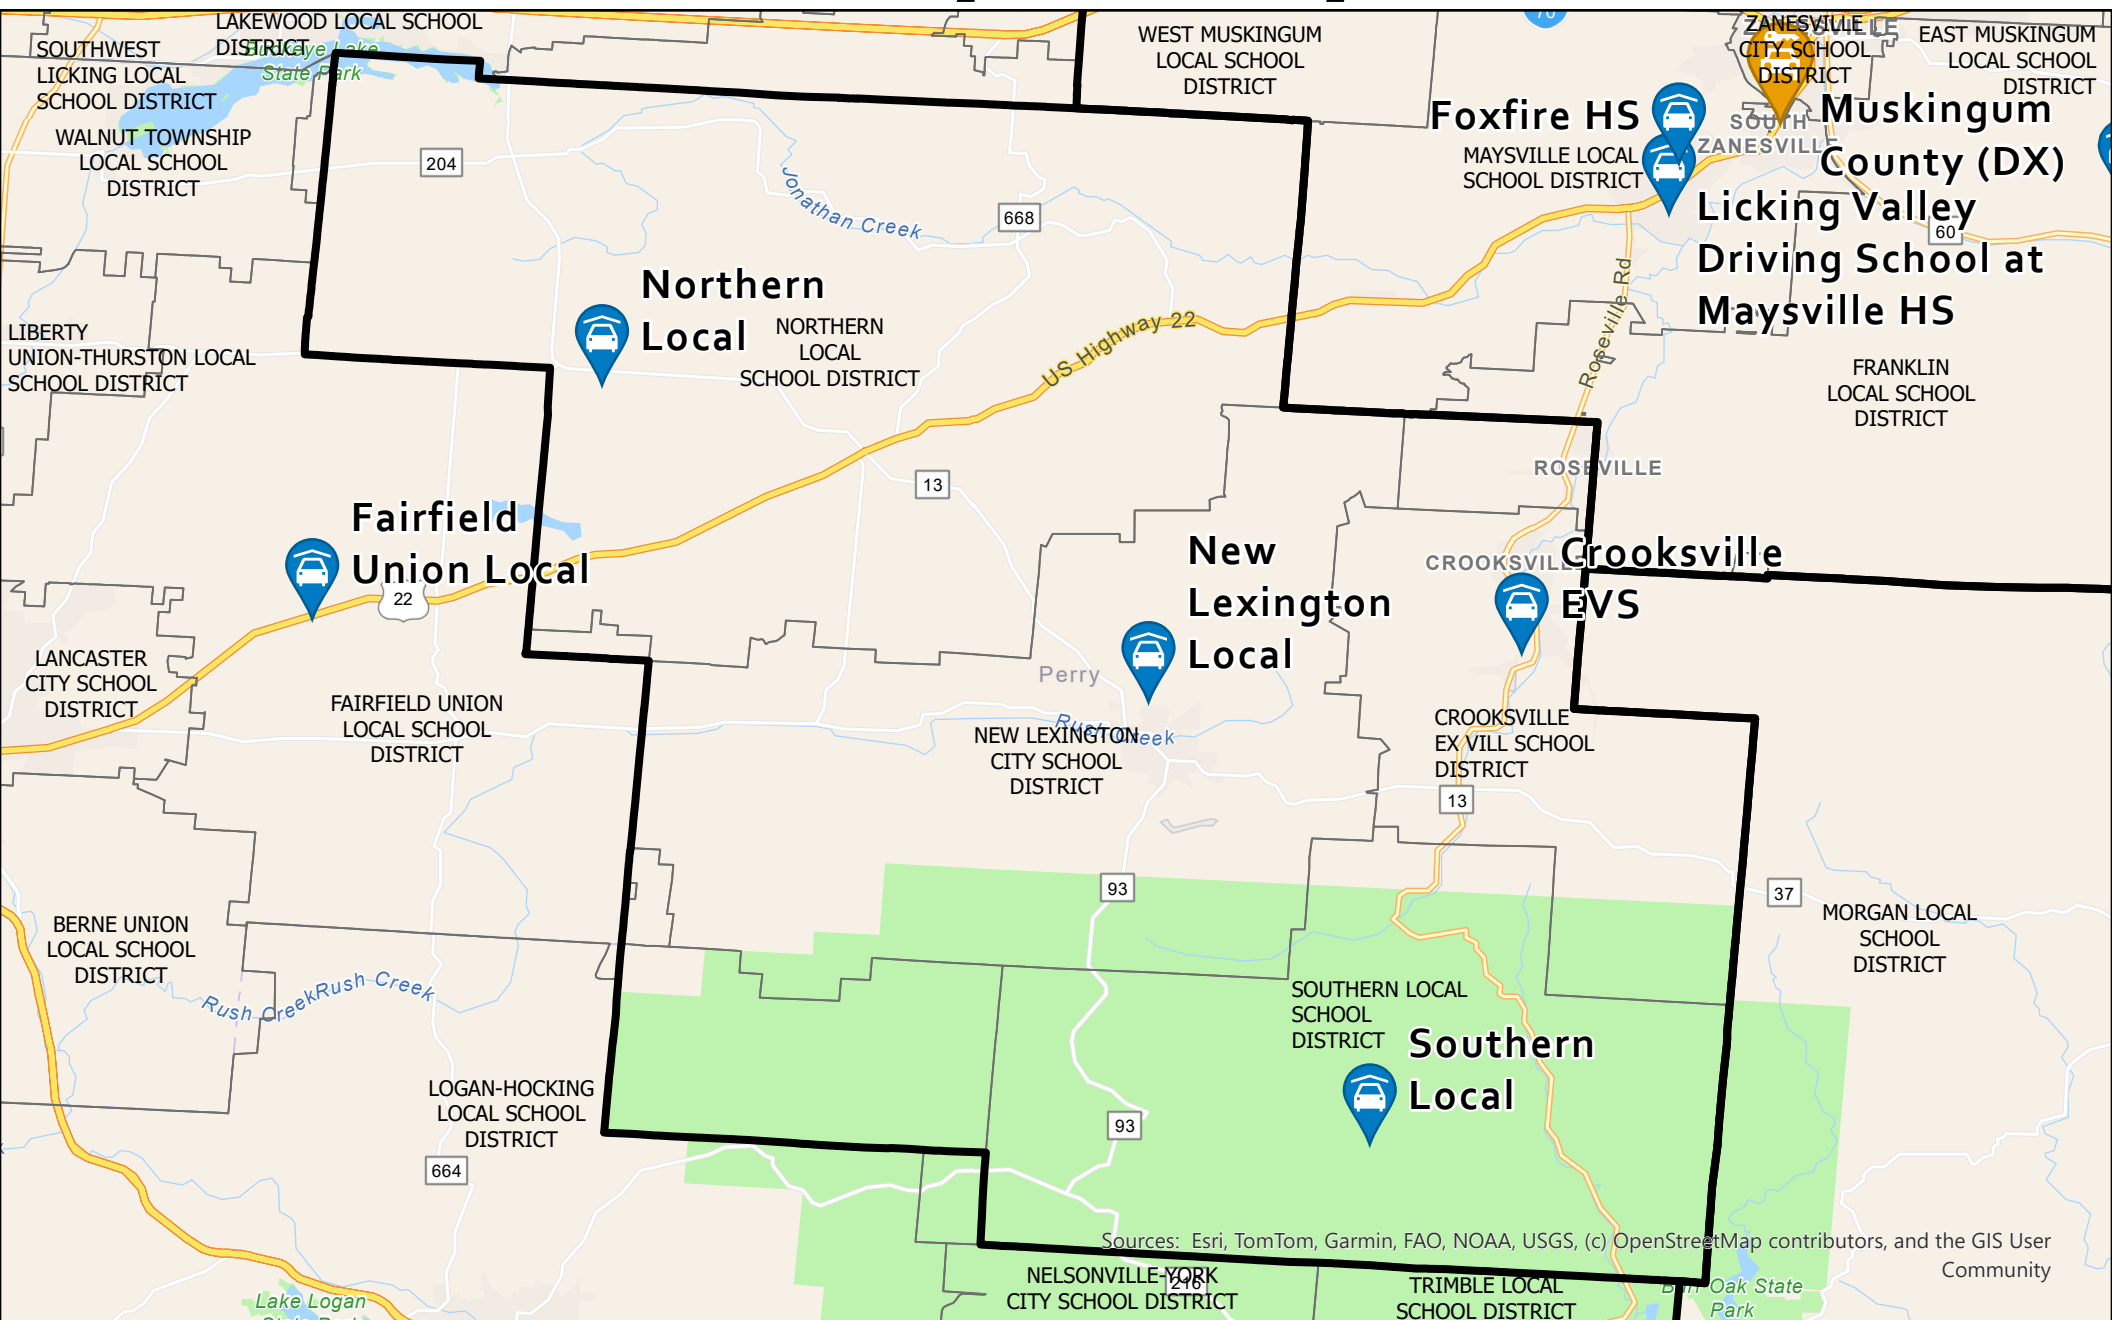 LAKEWOOD LOCAL SCHOOL
DISTRICT
SOUTHWEST
LICKING LOCAL
SCHOOL DISTRICT
Buckeye Lake
State Park
WALNUT TOWNSHIP
LOCAL SCHOOL
DISTRICT
WEST MUSKINGUM
LOCAL SCHOOL
DISTRICT
70
ZANESVILLE
CITY SCHOOL
DISTRICT
EAST MUSKINGUM
LOCAL SCHOOL
DISTRICT
Foxfire HS
MAYSVILLE LOCAL
SCHOOL DISTRICT
SOUTH
ZANESVILLE
Muskingum
County (DX)
Licking Valley
Driving School at
Maysville HS
60
204
668
Jonathan Creek
Northern
Local
NORTHERN
LOCAL
SCHOOL DISTRICT
US Highway 22
Roseville Rd
LIBERTY
UNION-THURSTON LOCAL
SCHOOL DISTRICT
FRANKLIN
LOCAL SCHOOL
DISTRICT
ROSEVILLE
13
Fairfield
Union Local
22
New
Lexington
Local
CROOKSVILLE
Crooksville
EVS
LANCASTER
CITY SCHOOL
DISTRICT
FAIRFIELD UNION
LOCAL SCHOOL
DISTRICT
Perry
Rush Creek
NEW LEXINGTON
CITY SCHOOL
DISTRICT
CROOKSVILLE
EX VILL SCHOOL
DISTRICT
13
93
37
MORGAN LOCAL
SCHOOL
DISTRICT
BERNE UNION
LOCAL SCHOOL
DISTRICT
Rush Creek
Rush Creek
SOUTHERN LOCAL
SCHOOL
DISTRICT
Southern
Local
LOGAN-HOCKING
LOCAL SCHOOL
DISTRICT
93
664
Sources: Esri, TomTom, Garmin, FAO, NOAA, USGS, (c) OpenStreetMap contributors, and the GIS User
Community
NELSONVILLE-YORK
CITY SCHOOL DISTRICT
216
TRIMBLE LOCAL
SCHOOL DISTRICT
Burr Oak State
Park
Lake Logan
State Park